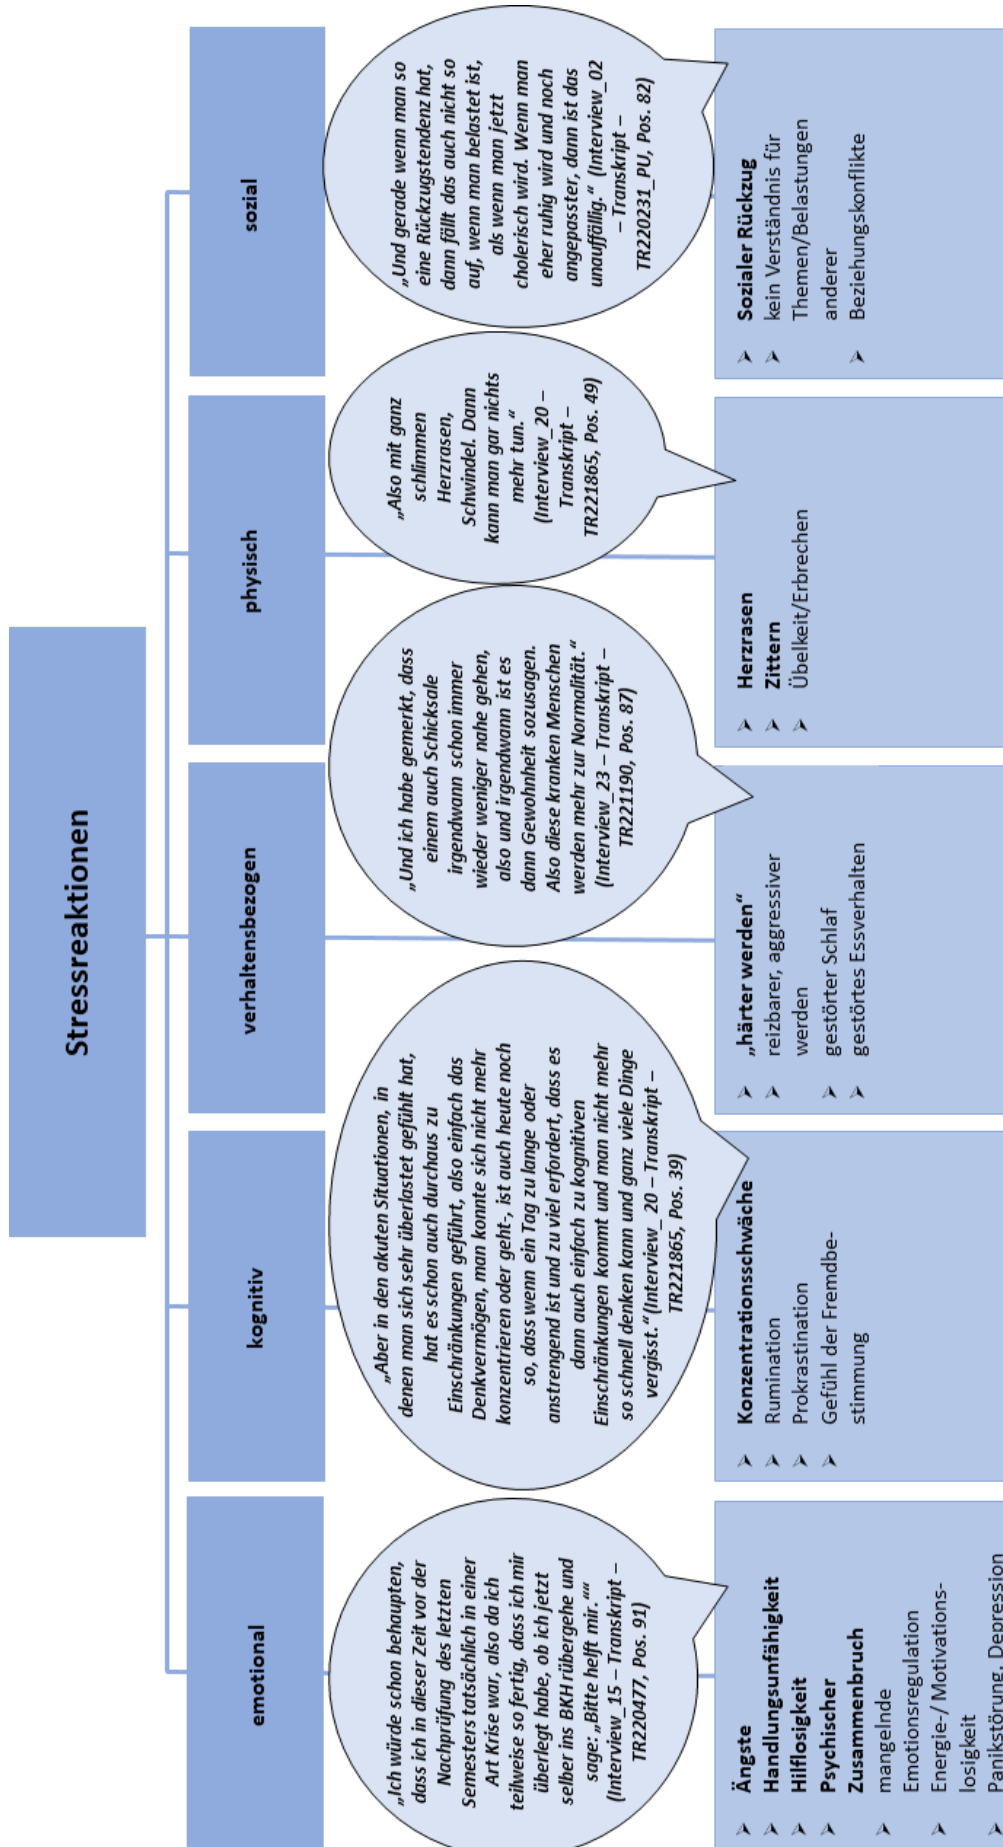 Stressreaktionen
emotional
kognitiv
verhaltensbezogen
physisch
sozial
„Ich würde schon behaupten,
dass ich in dieser Zeit vor der
Nachprüfung des letzten
Semesters tatsächlich in einer
Art Krise war, also da ich
teilweise so fertig, dass ich mir
überlegt habe, ob ich jetzt
selber ins BKH rübergehe und
sage: „Bitte helft mir.““
(Interview_15 – Transkript –
TR220477, Pos. 91)
„Aber in den akuten Situationen, in
denen man sich sehr überlastet gefühlt hat,
hat es schon auch durchaus zu
Einschränkungen geführt, also einfach das
Denkvermögen, man konnte sich nicht mehr
konzentrieren oder geht-, ist auch heute noch
so, dass wenn ein Tag zu lange oder
anstrengend ist und zu viel erfordert, dass es
dann auch einfach zu kognitiven
Einschränkungen kommt und man nicht mehr
so schnell denken kann und ganz viele Dinge
vergisst.“ (Interview_20 – Transkript –
TR221865, Pos. 39)
„Und ich habe gemerkt, dass
einem auch Schicksale
irgendwann schon immer
wieder weniger nahe gehen,
also und irgendwann ist es
dann Gewohnheit sozusagen.
Also diese kranken Menschen
werden mehr zur Normalität.“
(Interview_23 – Transkript –
TR221190, Pos. 87)
„Also mit ganz
schlimmen
Herzrasen,
Schwindel. Dann
kann man gar nichts
mehr tun.“
(Interview_20 –
Transkript –
TR221865, Pos. 49)
„Und gerade wenn man so
eine Rückzugstendenz hat,
dann fällt das auch nicht so
auf, wenn man belastet ist,
als wenn man jetzt
cholerisch wird. Wenn man
eher ruhig wird und noch
angepasster, dann ist das
unauffällig.“ (Interview_02
– Transkript –
TR220231_PU, Pos. 82)
➢ Ängste
➢ Handlungsunfähigkeit
➢ Hilflosigkeit
➢ Psychischer
Zusammenbruch
➢ mangelnde
Emotionsregulation
➢ Energie-/ Motivations-
losigkeit
➢ Panikstörung, Depression
➢ Konzentrationsschwäche
➢ Rumination
➢ Prokrastination
➢ Gefühl der Fremdbe-
stimmung
➢ „härter werden“
➢ reizbarer, aggressiver
werden
➢ gestörter Schlaf
➢ gestörtes Essverhalten
➢ Herzrasen
➢ Zittern
➢ Übelkeit/Erbrechen
➢ Sozialer Rückzug
➢ kein Verständnis für
Themen/Belastungen
anderer
➢ Beziehungskonflikte